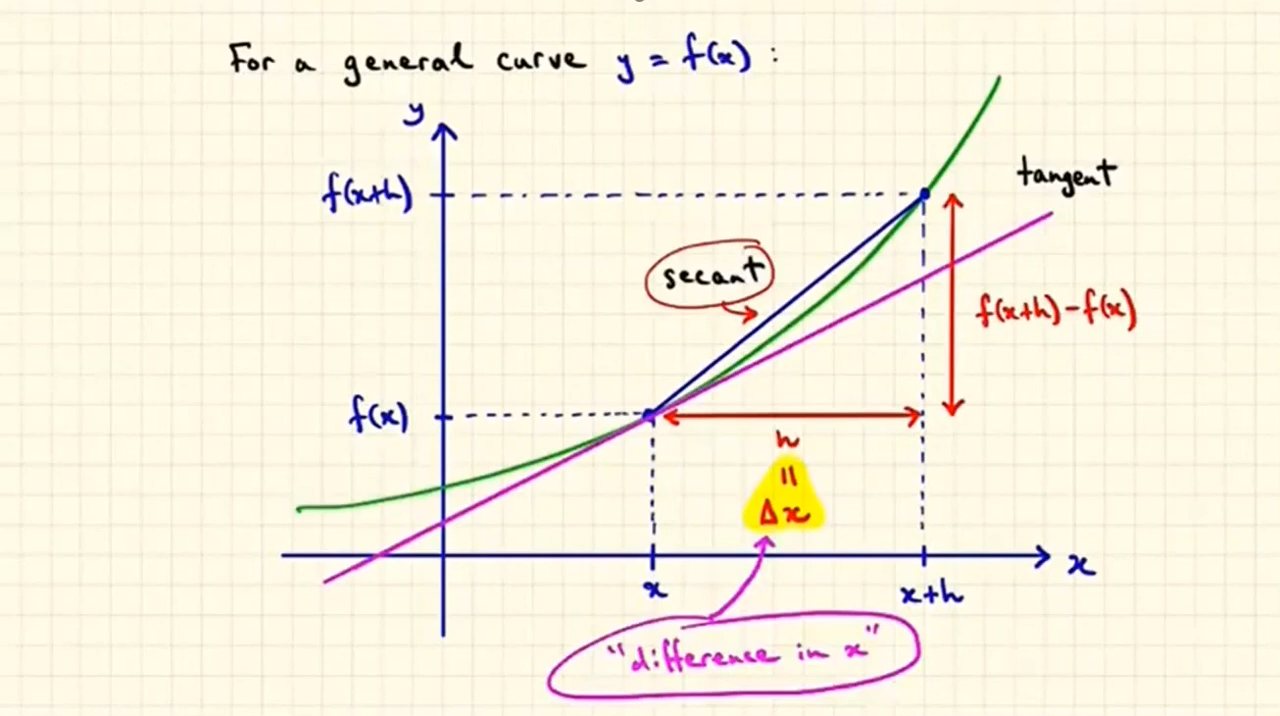 For a general curve y = f(x) :
y
f(x+h)
tangent
secant
f(x+h)-f(x)
f(x)
h
=
Δx
x
x
x+h
"difference in x"